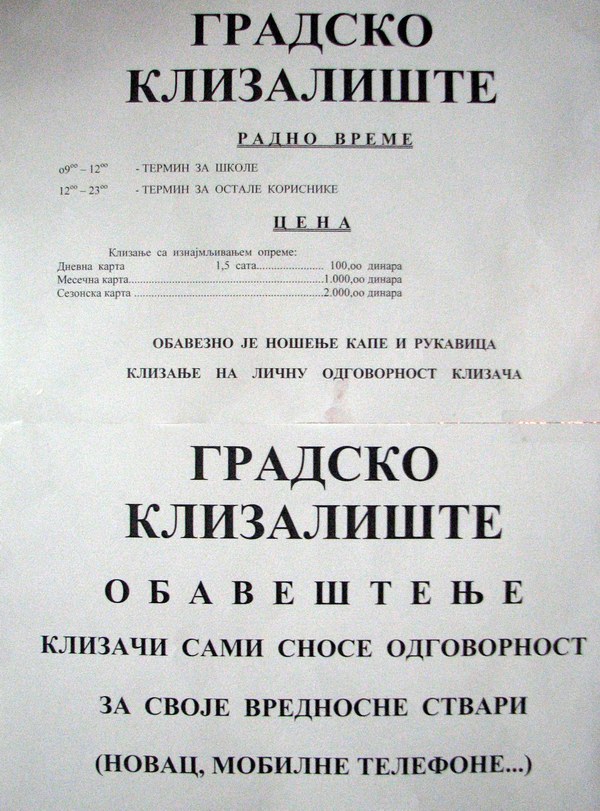 ГРАДСКО
КЛИЗАЛИШТЕ
РАДНО ВРЕМЕ
о9⁰⁰ – 12⁰⁰ - ТЕРМИН ЗА ШКОЛЕ
12⁰⁰ – 23⁰⁰ - ТЕРМИН ЗА ОСТАЛЕ КОРИСНИКЕ
ЦЕНА
Клизање са изнајмљивањем опреме:
Дневна карта 1,5 сата...................... 100,оо динара
Месечна карта................................................................1.000,оо динара
Сезонска карта ..............................................................2.000,оо динара
ОБАВЕЗНО ЈЕ НОШЕЊЕ КАПЕ И РУКАВИЦА
КЛИЗАЊЕ НА ЛИЧНУ ОДГОВОРНОСТ КЛИЗАЧА
ГРАДСКО
КЛИЗАЛИШТЕ
ОБАВЕШТЕЊЕ
КЛИЗАЧИ САМИ СНОСЕ ОДГОВОРНОСТ
ЗА СВОЈЕ ВРЕДНОСНЕ СТВАРИ
(НОВАЦ, МОБИЛНЕ ТЕЛЕФОНЕ...)